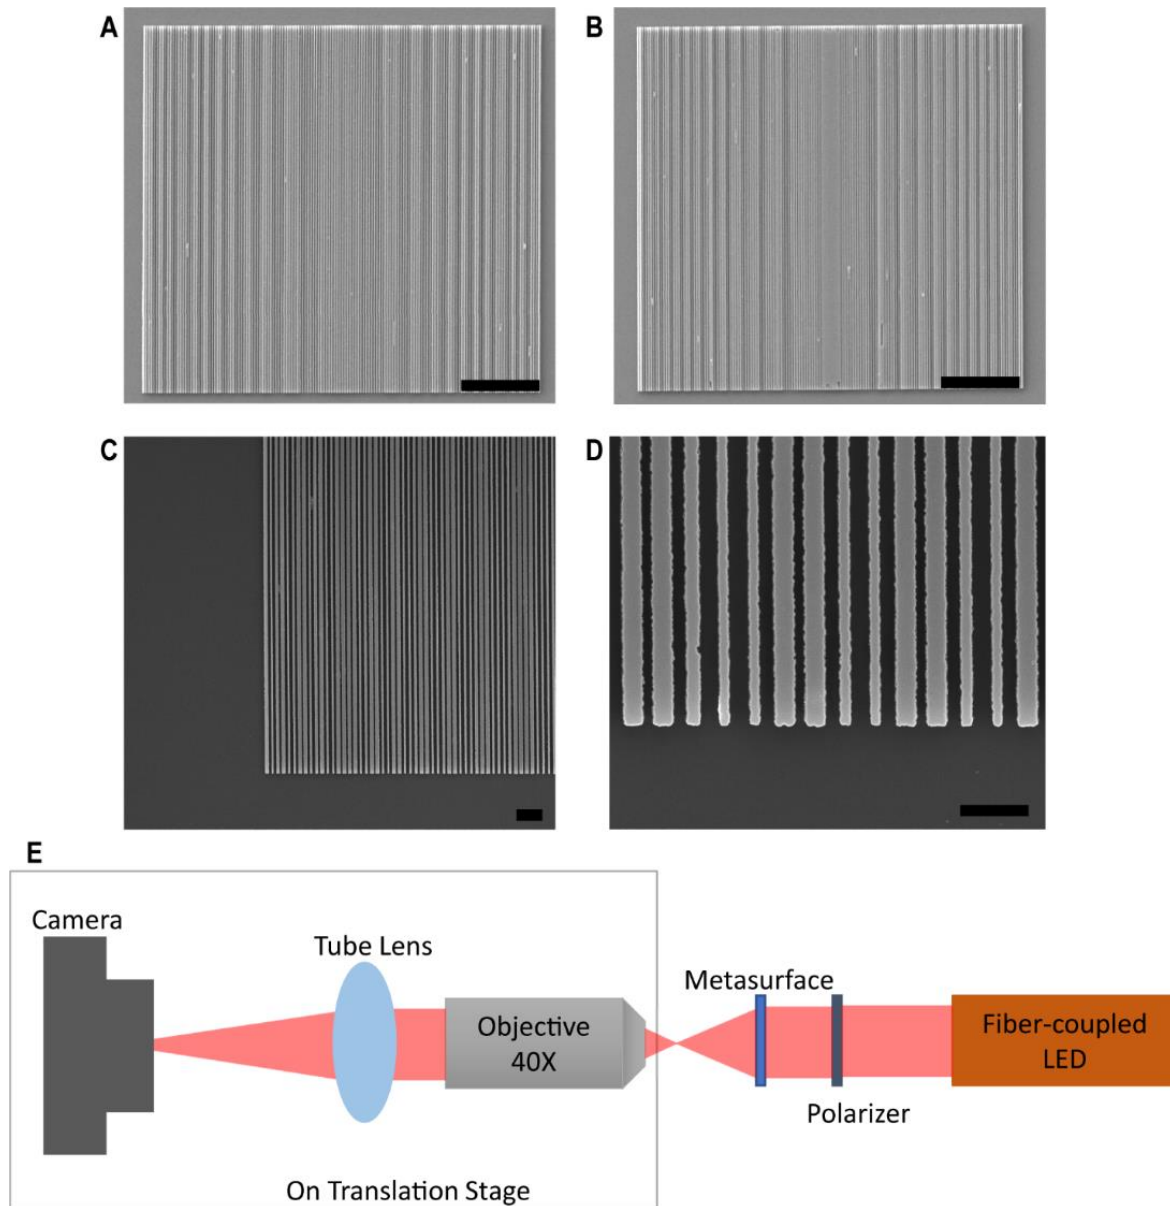 A
B
C
D
E
Camera
Tube Lens
Objective
40X
Metasurface
Polarizer
Fiber-coupled
LED
On Translation Stage